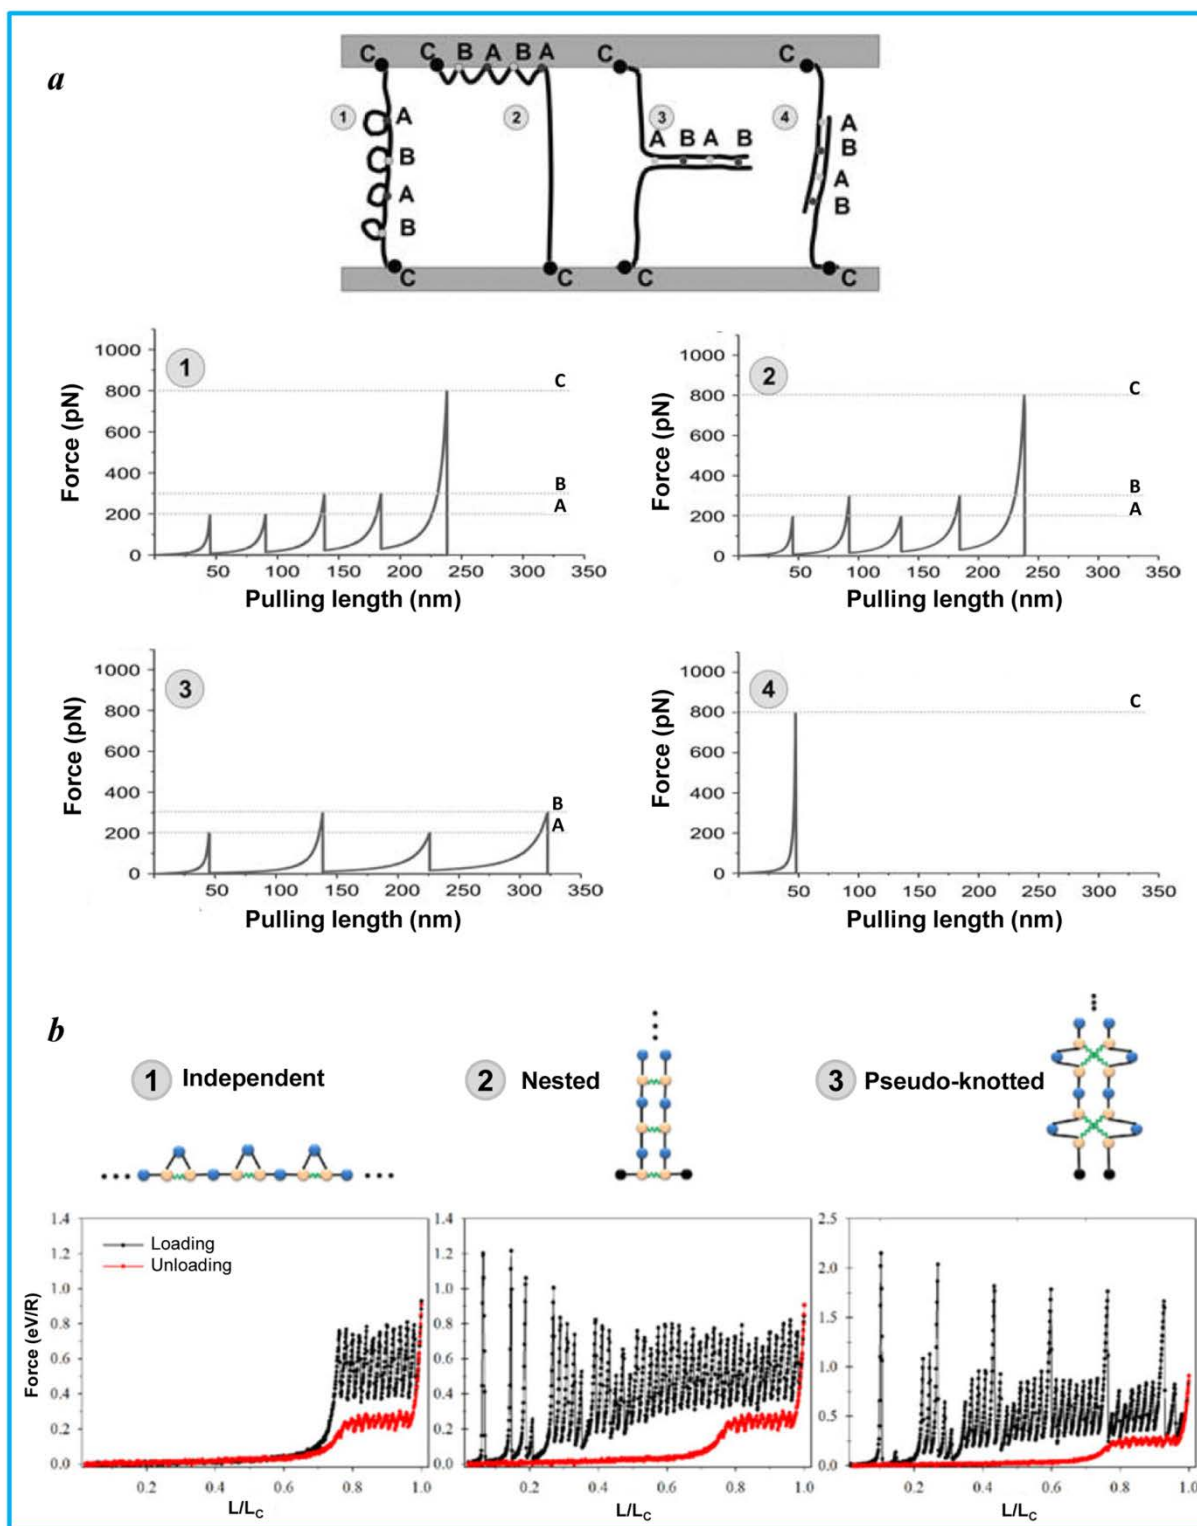 a
C C B A B A C C
1 A 2 3 A B A B 4 A
B B
A A
B B
C C C C
1
1000
800 C
600
400
B
200 A
0
50 100 150 200 250 300 350
Force (pN)
Pulling length (nm)
2
1000
800 C
600
400
B
200 A
0
50 100 150 200 250 300 350
Force (pN)
Pulling length (nm)
3
1000
800
600
400
B
200 A
0
50 100 150 200 250 300 350
Force (pN)
Pulling length (nm)
4
1000
800 C
600
400
200
0
50 100 150 200 250 300 350
Force (pN)
Pulling length (nm)
b
1 Independent
2 Nested
3 Pseudo-knotted
1.4
1.2
1.0
0.8
0.6
0.4
0.2
0.0
0.2 0.4 0.6 0.8 1.0
Loading
Unloading
Force (eV/R)
L/LC
1.4
1.2
1.0
0.8
0.6
0.4
0.2
0.0
0.2 0.4 0.6 0.8 1.0
L/LC
2.5
2.0
1.5
1.0
0.5
0.0
0.2 0.4 0.6 0.8 1.0
L/LC